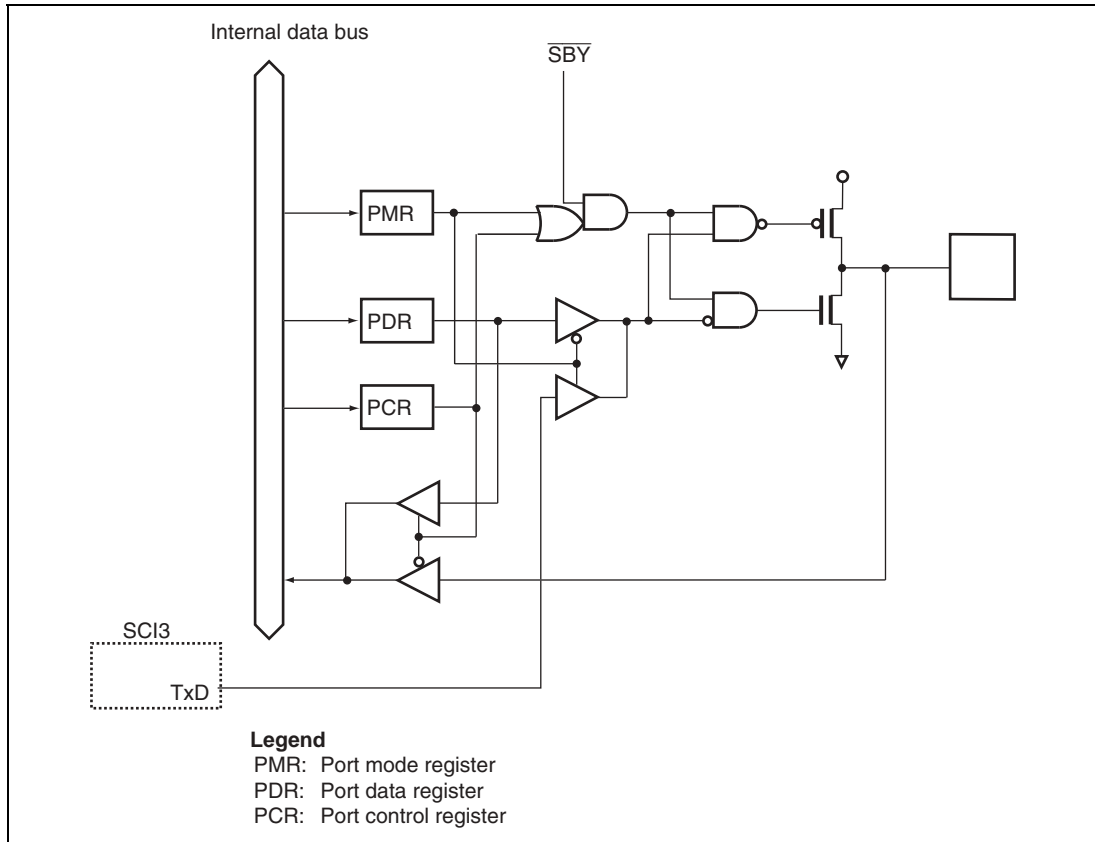 Internal data bus
S̅B̅Y̅
PMR
PDR
PCR
SCI3
TxD
Legend
PMR: Port mode register
PDR: Port data register
PCR: Port control register